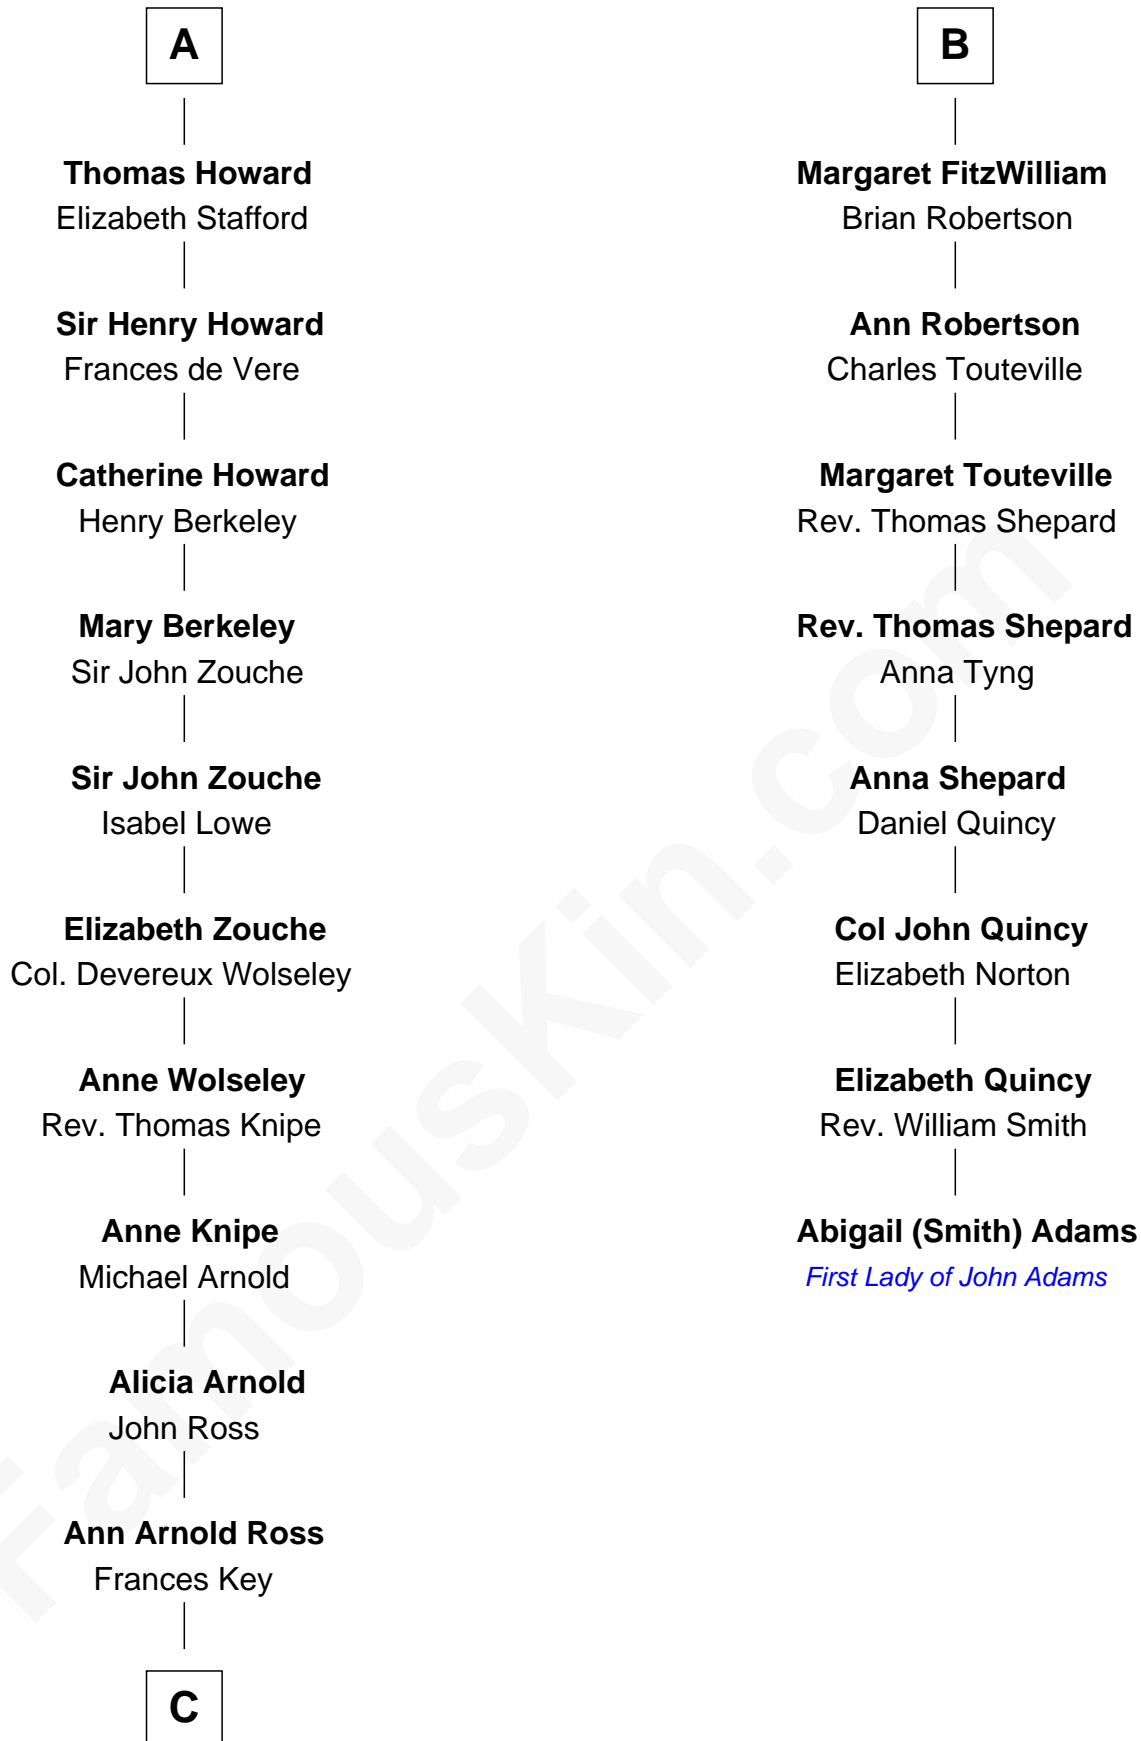 A
Thomas Howard
Elizabeth Stafford
Sir Henry Howard
Frances de Vere
Catherine Howard
Henry Berkeley
Mary Berkeley
Sir John Zouche
Sir John Zouche
Isabel Lowe
Elizabeth Zouche
Col. Devereux Wolseley
Anne Wolseley
Rev. Thomas Knipe
Anne Knipe
Michael Arnold
Alicia Arnold
John Ross
Ann Arnold Ross
Frances Key
C
B
Margaret FitzWilliam
Brian Robertson
Ann Robertson
Charles Touteville
Margaret Touteville
Rev. Thomas Shepard
Rev. Thomas Shepard
Anna Tyng
Anna Shepard
Daniel Quincy
Col John Quincy
Elizabeth Norton
Elizabeth Quincy
Rev. William Smith
Abigail (Smith) Adams
First Lady of John Adams
FamousKin.com